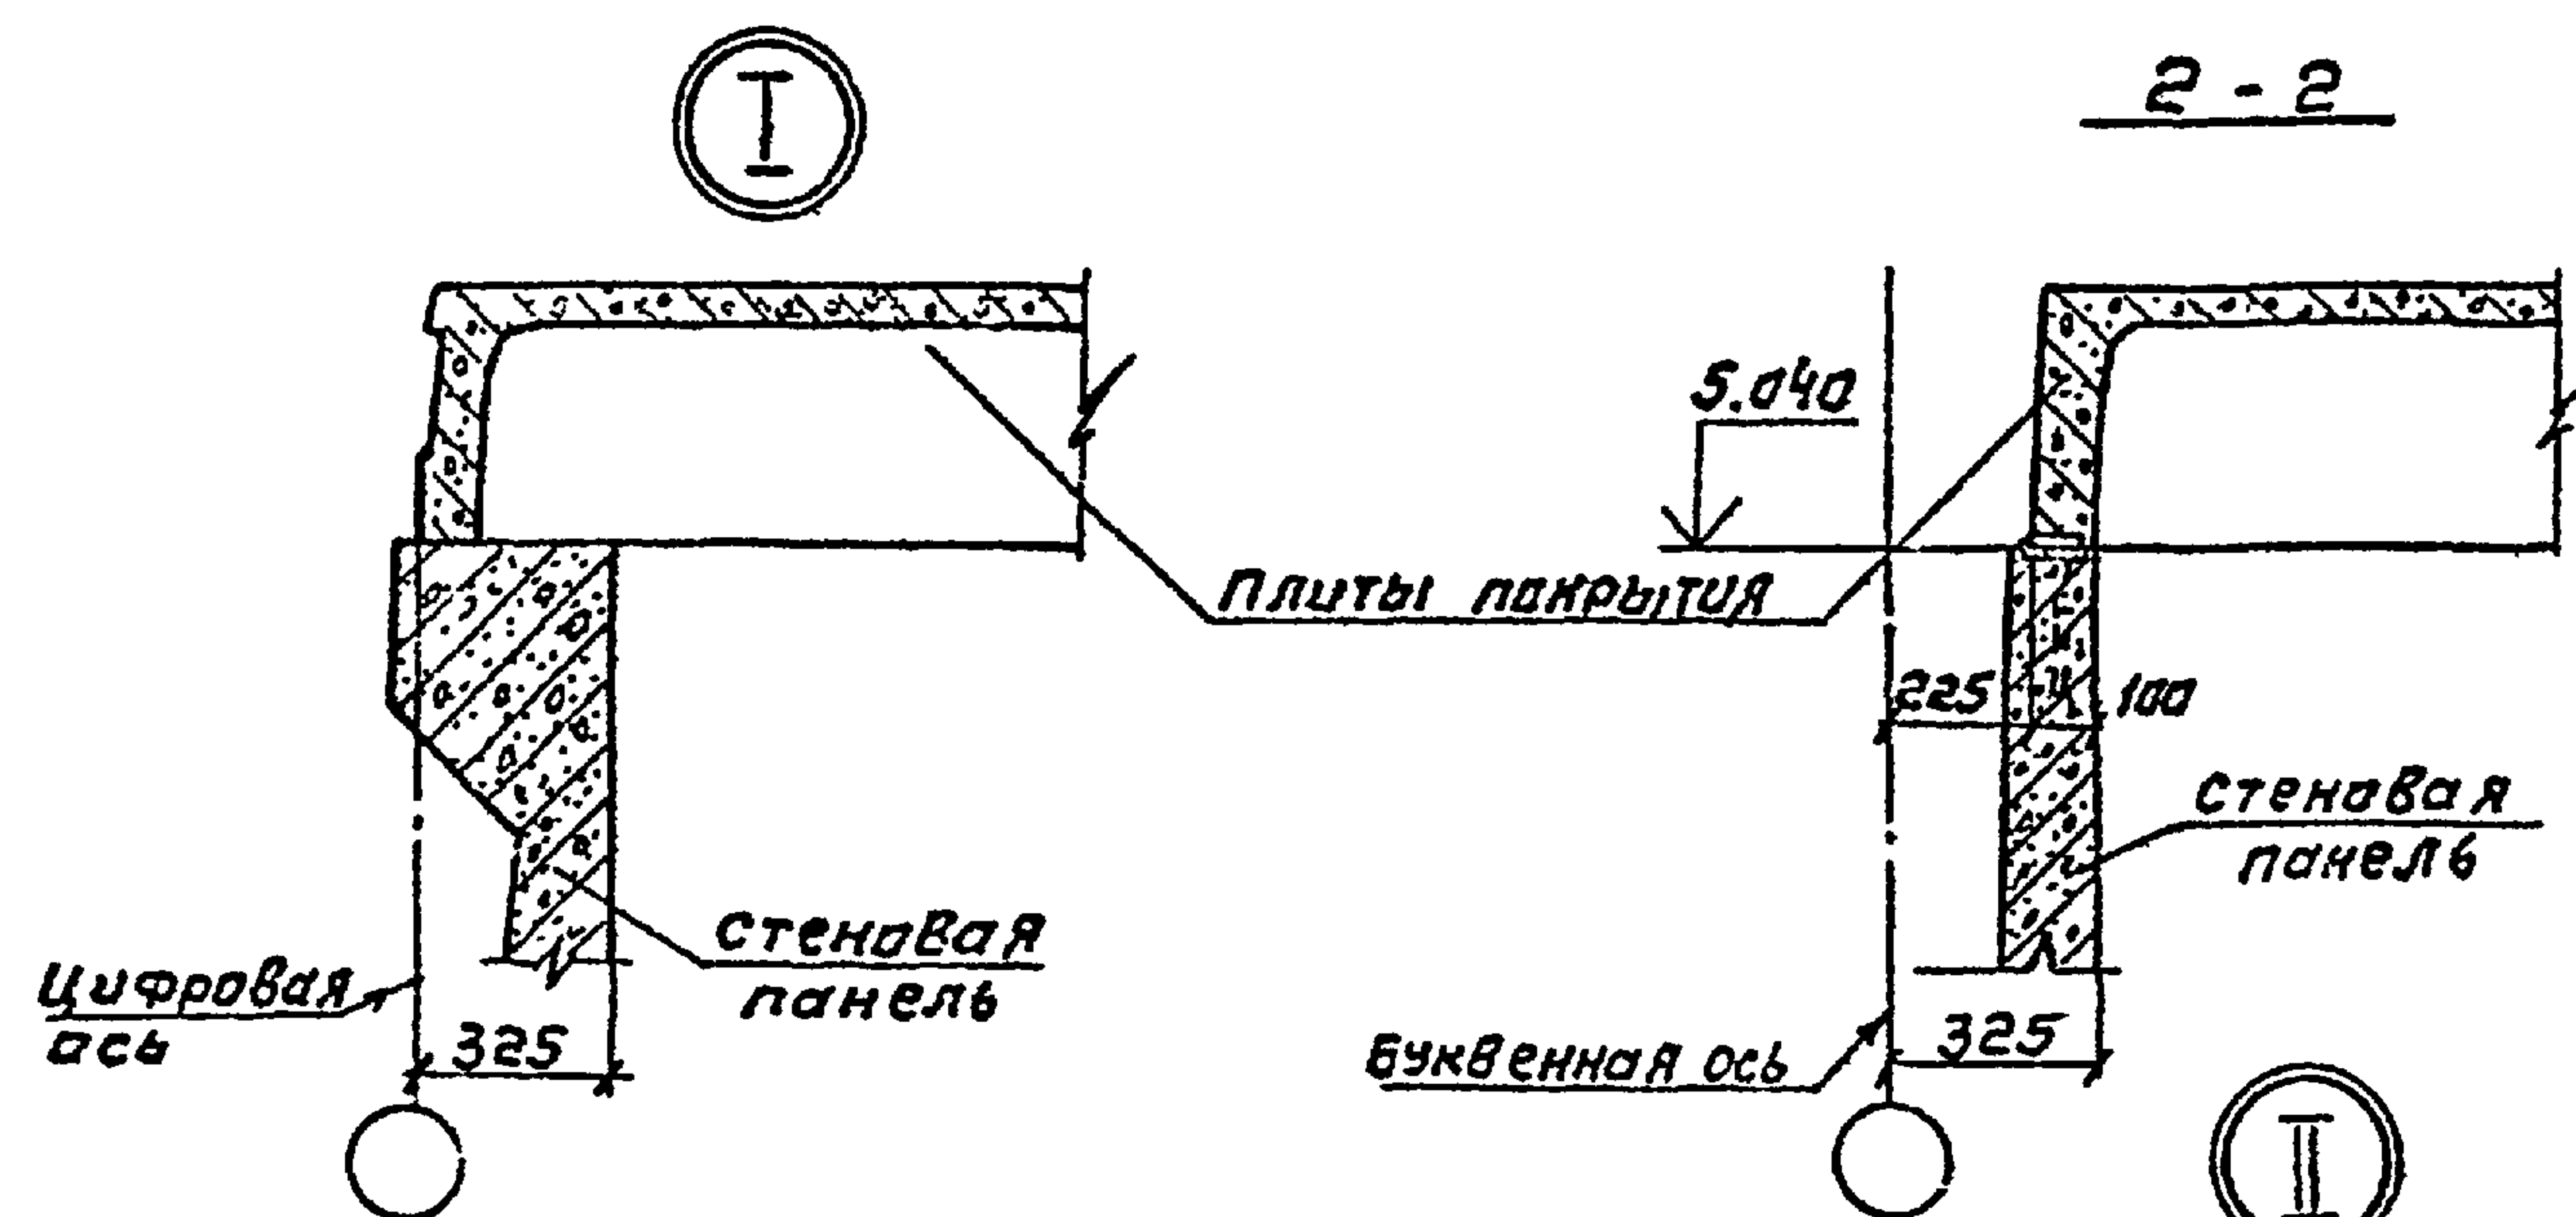 I
2-2
5.040
плиты покрытия
225
100
стеновая
панель
стеновая
панель
цифровая
ось
325
Буквенная ось
325
II